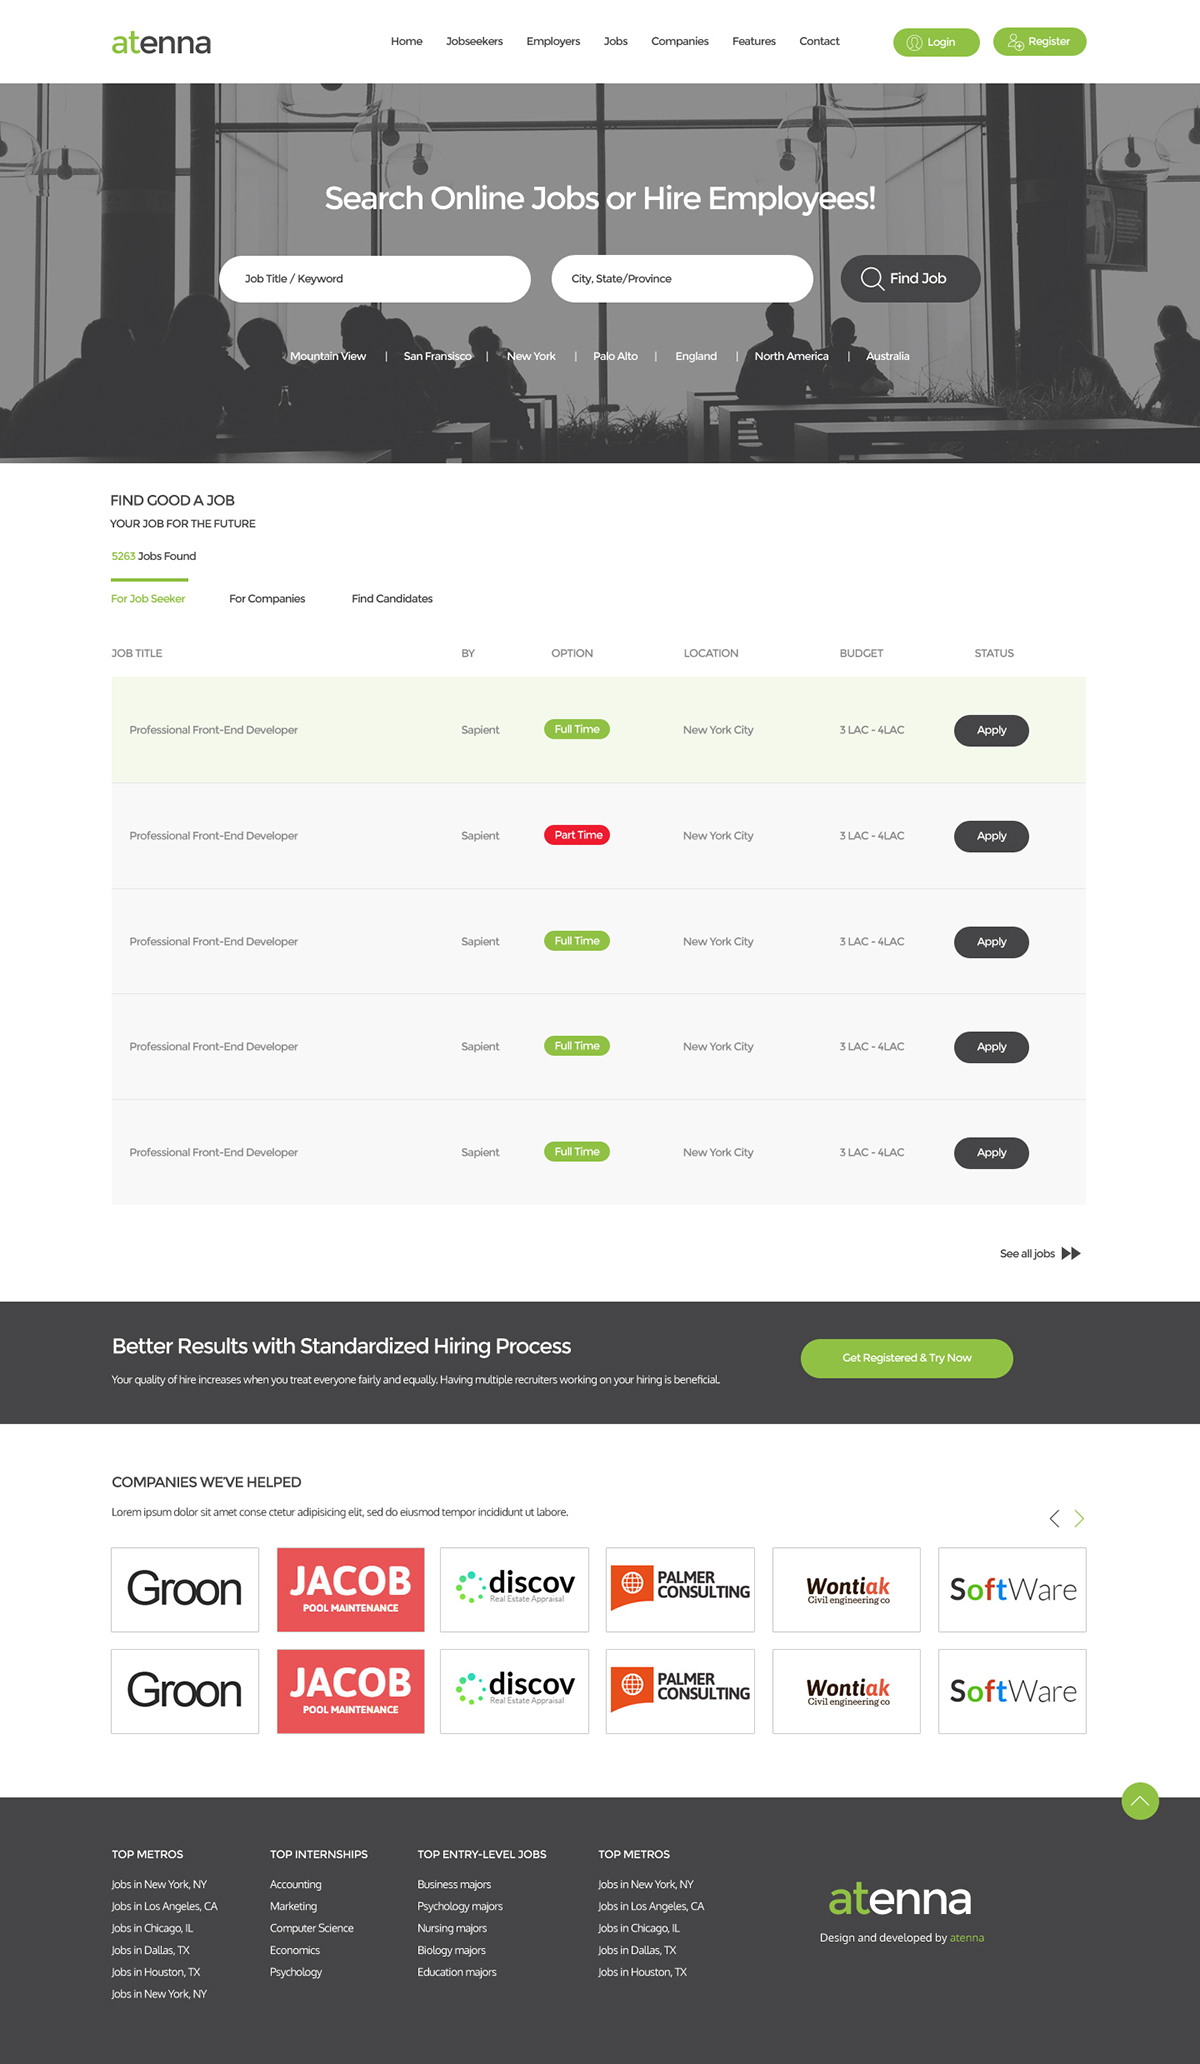 atenna
Home Jobseekers Employers Jobs Companies Features Contact Login Register
Search Online Jobs or Hire Employees!
Job Title / Keyword City, State/Province Find Job
Mountain View | San Fransisco | New York | Palo Alto | England | North America | Australia
FIND GOOD A JOB
YOUR JOB FOR THE FUTURE
5263 Jobs Found
For Job Seeker For Companies Find Candidates
JOB TITLE BY OPTION LOCATION BUDGET STATUS
Professional Front-End Developer Sapient Full Time New York City 3 LAC - 4LAC Apply
Professional Front-End Developer Sapient Part Time New York City 3 LAC - 4LAC Apply
Professional Front-End Developer Sapient Full Time New York City 3 LAC - 4LAC Apply
Professional Front-End Developer Sapient Full Time New York City 3 LAC - 4LAC Apply
Professional Front-End Developer Sapient Full Time New York City 3 LAC - 4LAC Apply
See all jobs
Better Results with Standardized Hiring Process
Your quality of hire increases when you treat everyone fairly and equally. Having multiple recruiters working on your hiring is beneficial.
Get Registered & Try Now
COMPANIES WE'VE HELPED
Lorem ipsum dolor sit amet conse ctetur adipisicing elit, sed do eiusmod tempor incididunt ut labore.
Groon
JACOB
POOL MAINTENANCE
discov
Real Estate Appraisal
PALMER
CONSULTING
Wontiak
Civil engineering co
SoftWare
Groon
JACOB
POOL MAINTENANCE
discov
Real Estate Appraisal
PALMER
CONSULTING
Wontiak
Civil engineering co
SoftWare
TOP METROS
Jobs in New York, NY
Jobs in Los Angeles, CA
Jobs in Chicago, IL
Jobs in Dallas, TX
Jobs in Houston, TX
Jobs in New York, NY
TOP INTERNSHIPS
Accounting
Marketing
Computer Science
Economics
Psychology
TOP ENTRY-LEVEL JOBS
Business majors
Psychology majors
Nursing majors
Biology majors
Education majors
TOP METROS
Jobs in New York, NY
Jobs in Los Angeles, CA
Jobs in Chicago, IL
Jobs in Dallas, TX
Jobs in Houston, TX
atenna
Design and developed by atenna